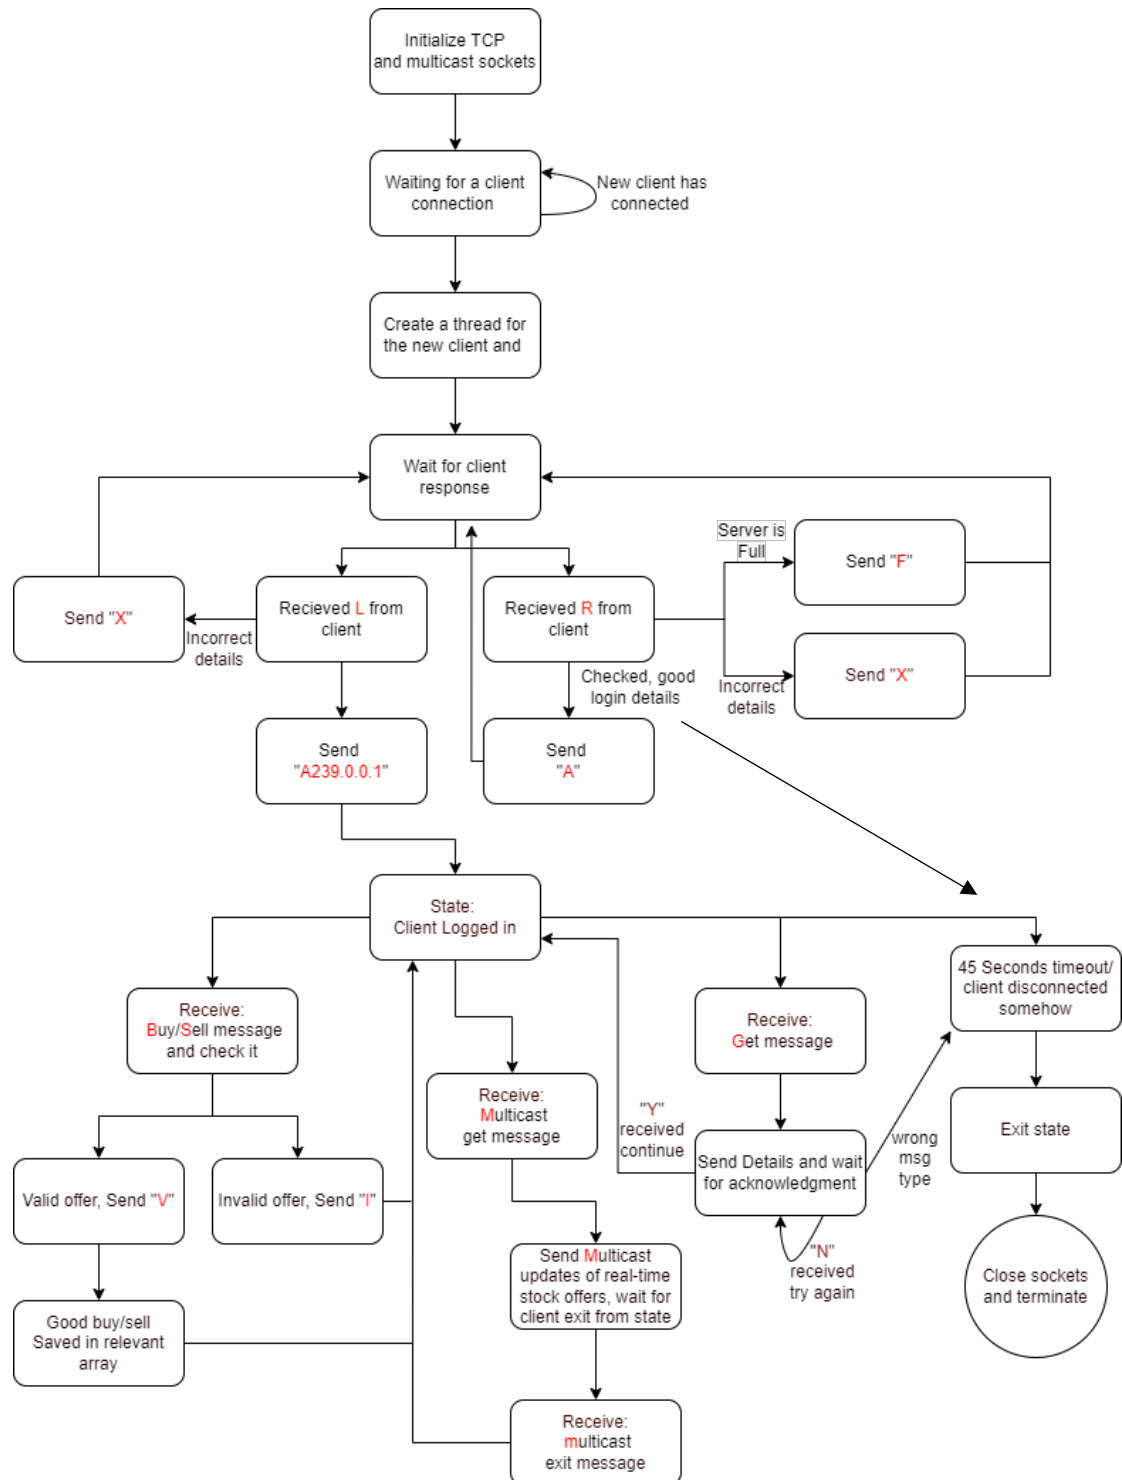 Initialize TCP
and multicast sockets
Waiting for a client
connection
New client has
connected
Create a thread for
the new client and
Wait for client
response
Server is
Full
Send "F"
Send "X"
Incorrect
details
Recieved L from
client
Recieved R from
client
Checked, good
login details
Incorrect
details
Send "X"
Send
"A239.0.0.1"
Send
"A"
State:
Client Logged in
45 Seconds timeout/
client disconnected
somehow
Receive:
Buy/Sell message
and check it
Receive:
Get message
Receive:
Multicast
get message
"Y"
received
continue
Send Details and wait
for acknowledgment
wrong
msg
type
Exit state
Valid offer, Send "V"
Invalid offer, Send "I"
Send Multicast
updates of real-time
stock offers, wait for
client exit from state
"N"
received
try again
Close sockets
and terminate
Good buy/sell
Saved in relevant
array
Receive:
multicast
exit message